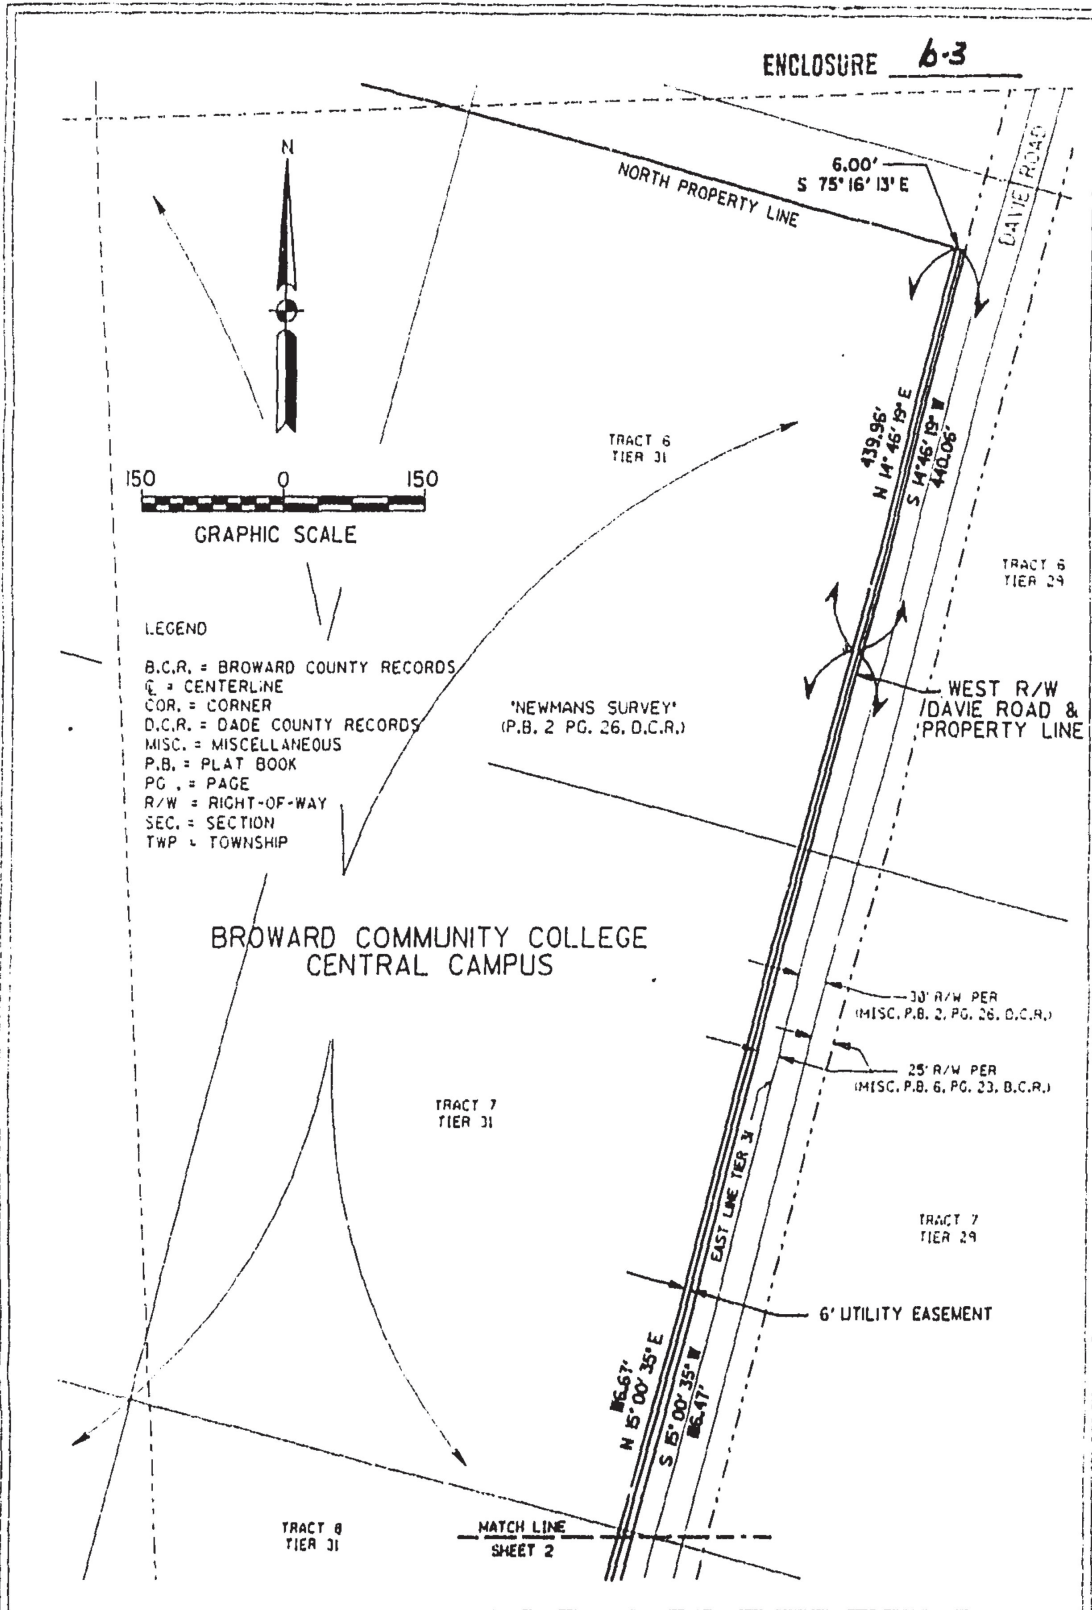 ENCLOSURE b-3
DAVIE ROAD
6.00'
S 75°16'13" E
NORTH PROPERTY LINE
N
439.96'
N 14°46'19" E
S 14°46'19" W
440.06'
TRACT 6
TIER 31
150 0 150
GRAPHIC SCALE
TRACT 6
TIER 29
LEGEND
B.C.R. = BROWARD COUNTY RECORDS
℄ = CENTERLINE
COR. = CORNER
D.C.R. = DADE COUNTY RECORDS
MISC. = MISCELLANEOUS
P.B. = PLAT BOOK
PG. = PAGE
R/W = RIGHT-OF-WAY
SEC. = SECTION
TWP = TOWNSHIP
"NEWMANS SURVEY"
(P.B. 2 PG. 26, D.C.R.)
WEST R/W
DAVIE ROAD &
PROPERTY LINE
BROWARD COMMUNITY COLLEGE
CENTRAL CAMPUS
30' R/W PER
(MISC. P.B. 2, PG. 26, D.C.R.)
25' R/W PER
(MISC. P.B. 6, PG. 23, B.C.R.)
TRACT 7
TIER 31
EAST LINE TIER 31
TRACT 7
TIER 29
6' UTILITY EASEMENT
N 15°00'35" E
S 15°00'35" W
TRACT 8
TIER 31
MATCH LINE
SHEET 2